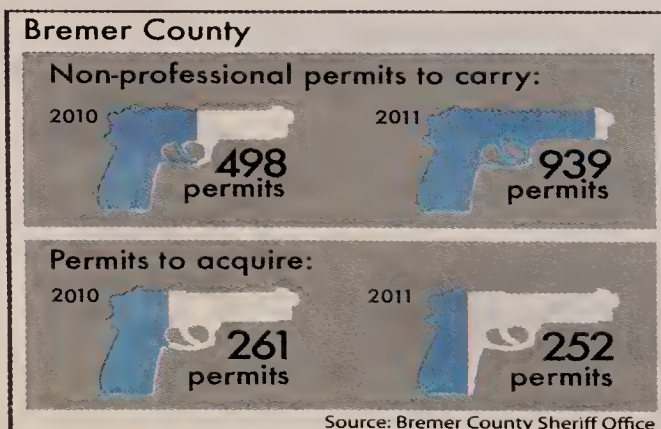 Bremer County
Non-professional permits to carry:
2010
498
permits
2011
939
permits
Permits to acquire:
2010
261
permits
2011
252
permits
Source: Bremer County Sheriff Office